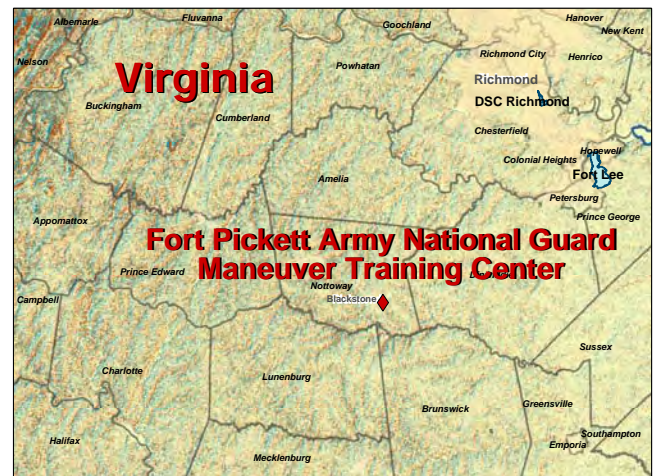 Albemarle
Fluvanna
Goochland
Hanover
New Kent
Nelson
Virginia
Powhatan
Richmond City
Henrico
Richmond
DSC Richmond
Buckingham
Cumberland
Chesterfield
Colonial Heights
Hopewell
Fort Lee
Amelia
Petersburg
Prince George
Appomattox
Fort Pickett Army National Guard
Maneuver Training Center
Prince Edward
Nottoway
Blackstone
Campbell
Sussex
Charlotte
Lunenburg
Brunswick
Greensville
Halifax
Southampton
Emporia
Mecklenburg